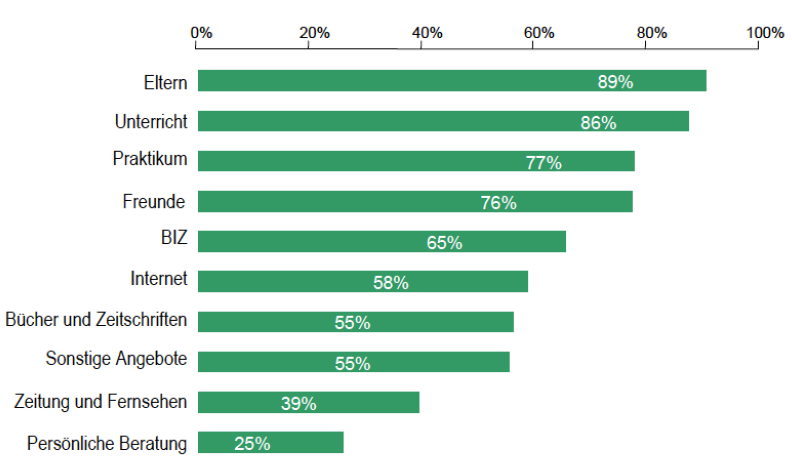 0% 20% 40% 60% 80% 100%
Eltern 89%
Unterricht 86%
Praktikum 77%
Freunde 76%
BIZ 65%
Internet 58%
Bücher und Zeitschriften 55%
Sonstige Angebote 55%
Zeitung und Fernsehen 39%
Persönliche Beratung 25%